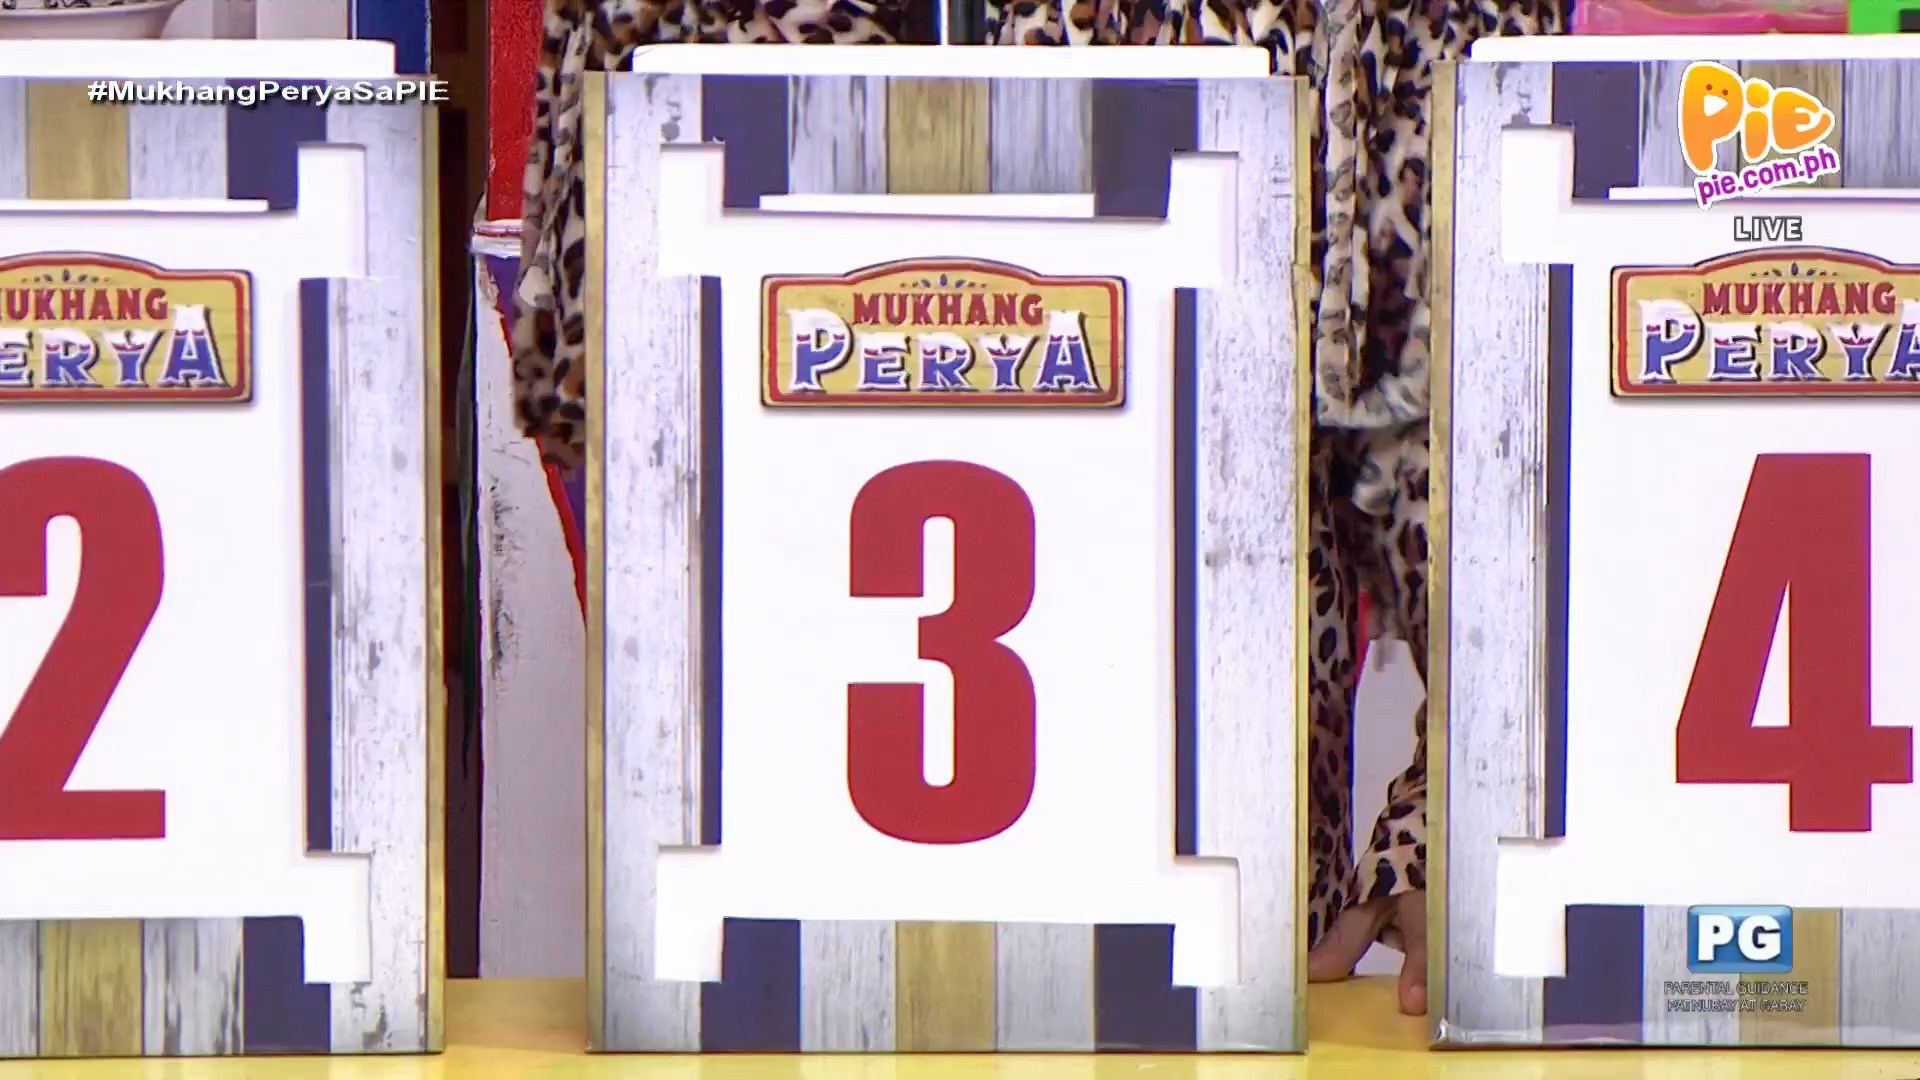 #MukhangPeryaSaPIE
PiE
pie.com.ph
LIVE
UKHANG
ERYA
2
MUKHANG
PERYA
3
MUKHANG
PERYA
4
PG
PARENTAL GUIDANCE
PATNUBAY AT GABAY